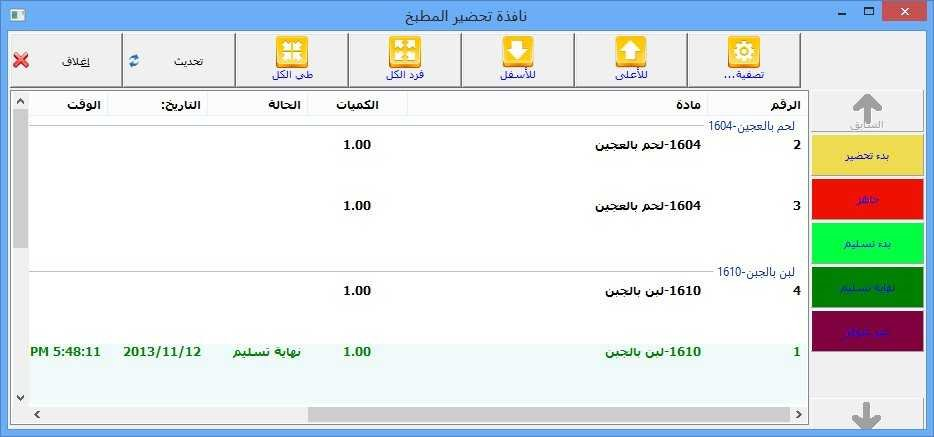 نافذة تحضير المطبخ
تصفية...
للأعلى
للأسفل
فرد الكل
طي الكل
تحديث
إغلاق
الرقم مادة الكميات الحالة التاريخ: الوقت
لحم بالعجين-1604
2 1604-لحم بالعجين 1.00
3 1604-لحم بالعجين 1.00
لبن بالجبن-1610
4 1610-لبن بالجبن 1.00
1 1610-لبن بالجبن 1.00 نهاية تسليم 2013/11/12 5:48:11 PM
السابق
بدء تحضير
جاهز
بدء تسليم
نهاية تسليم
غير متوفر